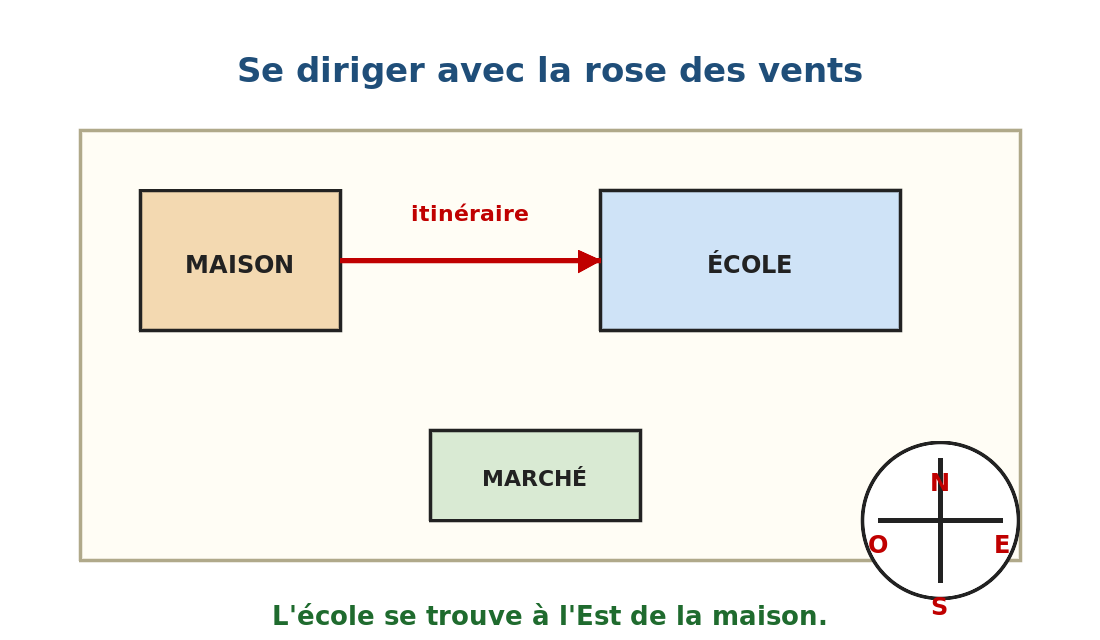 Se diriger avec la rose des vents
itinéraire
MAISON
ÉCOLE
MARCHÉ
N
O
E
S
L'école se trouve à l'Est de la maison.